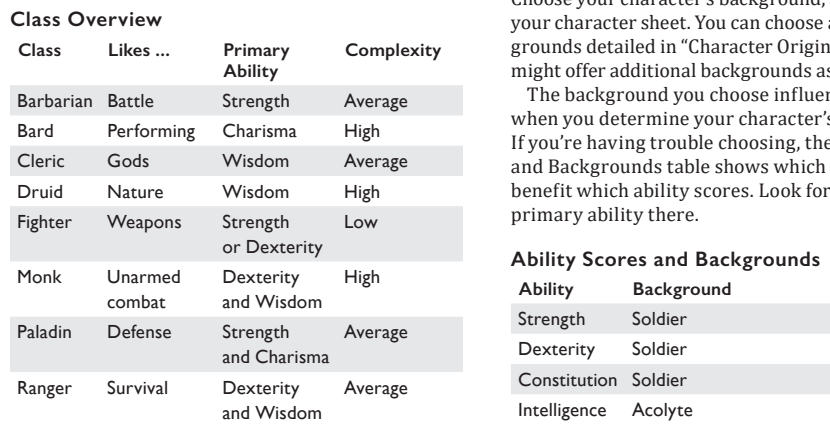 Class Overview
Class Likes ... Primary Ability Complexity
Barbarian Battle Strength Average
Bard Performing Charisma High
Cleric Gods Wisdom Average
Druid Nature Wisdom High
Fighter Weapons Strength or Dexterity Low
Monk Unarmed combat Dexterity and Wisdom High
Paladin Defense Strength and Charisma Average
Ranger Survival Dexterity and Wisdom Average
your character sheet. You can choose
grounds detailed in “Character Origin
might offer additional backgrounds as
The background you choose influen
when you determine your character’s
If you’re having trouble choosing, the
and Backgrounds table shows which
benefit which ability scores. Look for
primary ability there.
Ability Scores and Backgrounds
Ability Background
Strength Soldier
Dexterity Soldier
Constitution Soldier
Intelligence Acolyte